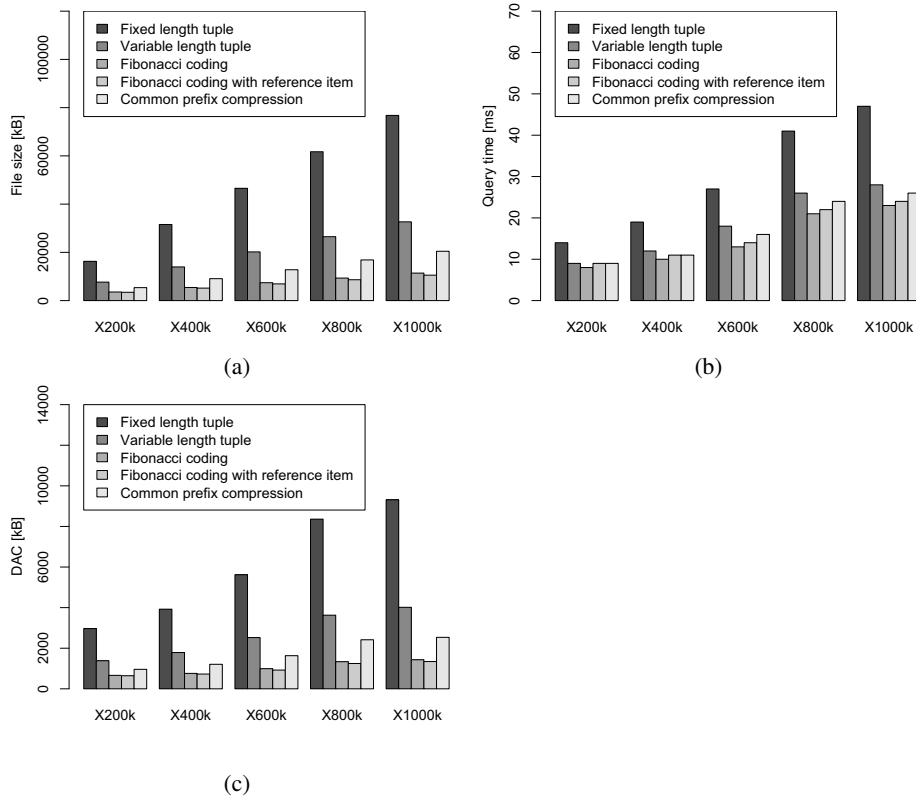 Fixed length tuple
Variable length tuple
Fibonacci coding
Fibonacci coding with reference item
Common prefix compression
File size [kB]
0
20000
60000
100000
X200k
X400k
X600k
X800k
X1000k
(a)
Fixed length tuple
Variable length tuple
Fibonacci coding
Fibonacci coding with reference item
Common prefix compression
Query time [ms]
0
10
20
30
40
50
60
70
X200k
X400k
X600k
X800k
X1000k
(b)
Fixed length tuple
Variable length tuple
Fibonacci coding
Fibonacci coding with reference item
Common prefix compression
DAC [kB]
0
2000
6000
10000
14000
X200k
X400k
X600k
X800k
X1000k
(c)